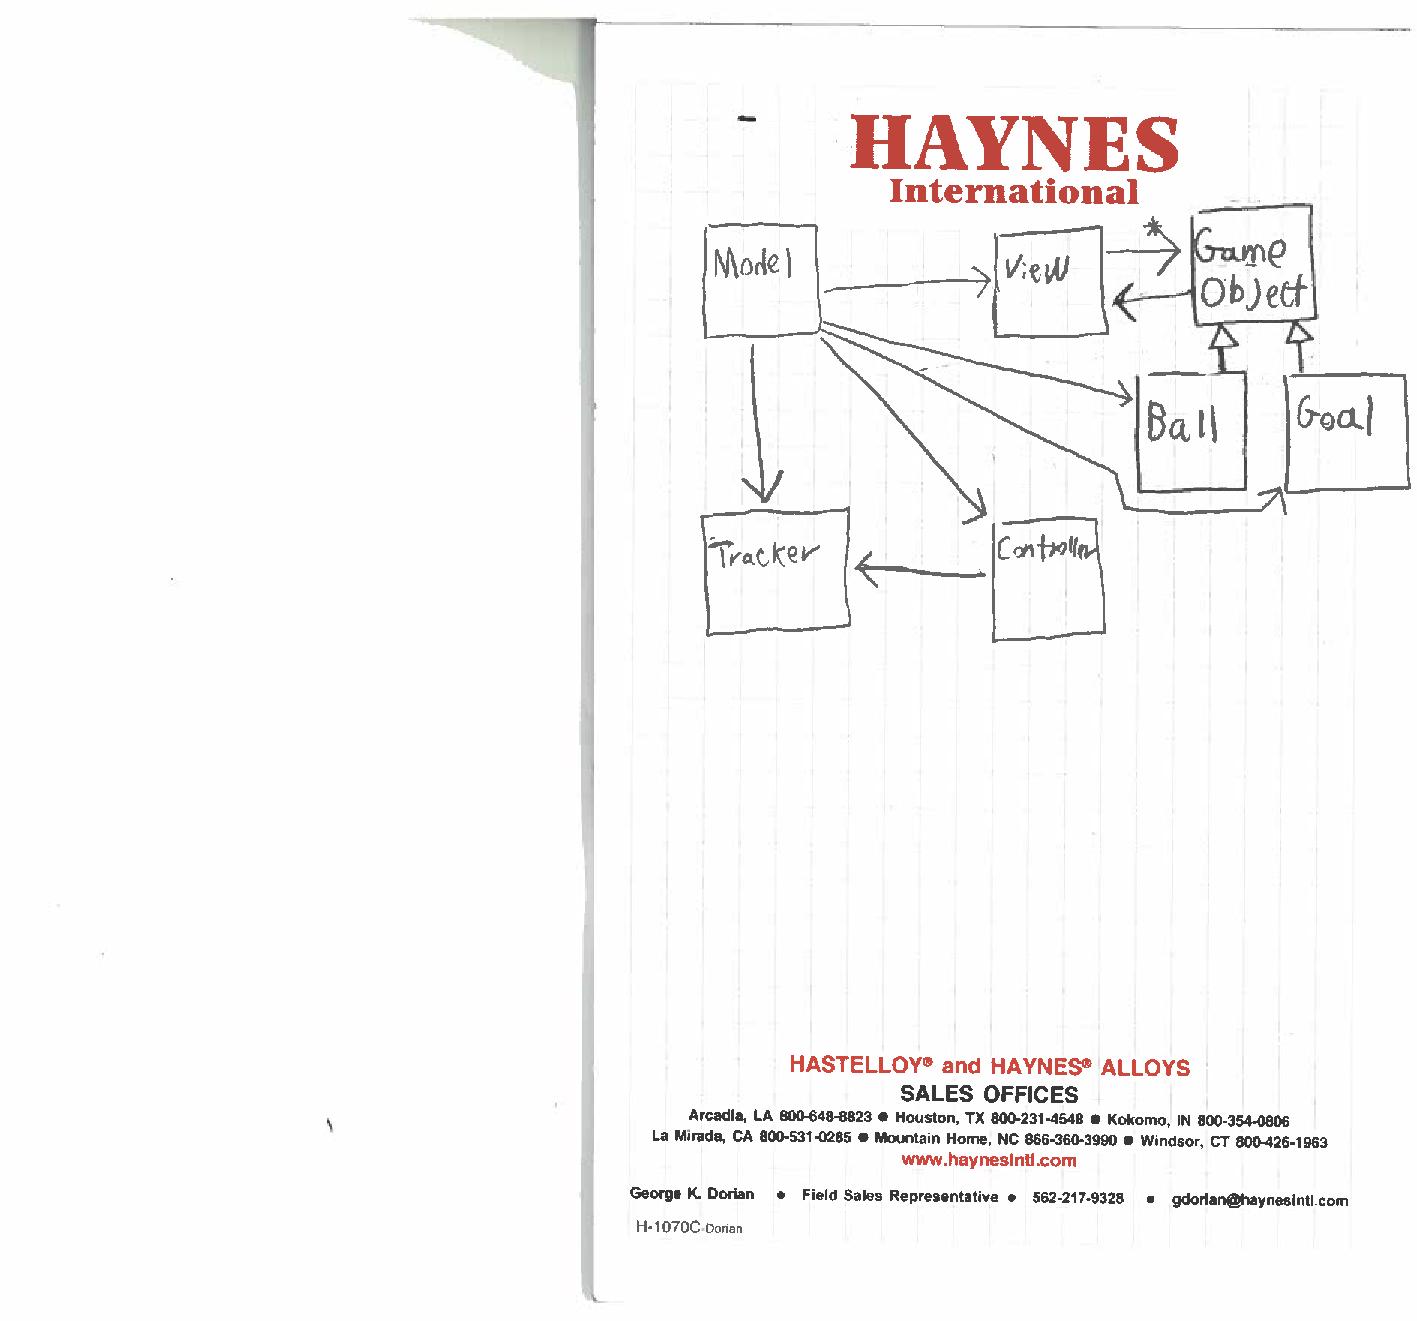 HAYNES
International
Model
View
*
Game
Object
Ball
Goal
Tracker
Controller
HASTELLOY® and HAYNES® ALLOYS
SALES OFFICES
Arcadia, LA 800-648-8823 ● Houston, TX 800-231-4548 ● Kokomo, IN 800-354-0806
La Mirada, CA 800-531-0285 ● Mountain Home, NC 866-360-3990 ● Windsor, CT 800-426-1963
www.haynesintl.com
George K. Dorian ● Field Sales Representative ● 562-217-9328 ● gdorian@haynesintl.com
H-1070C-Dorian